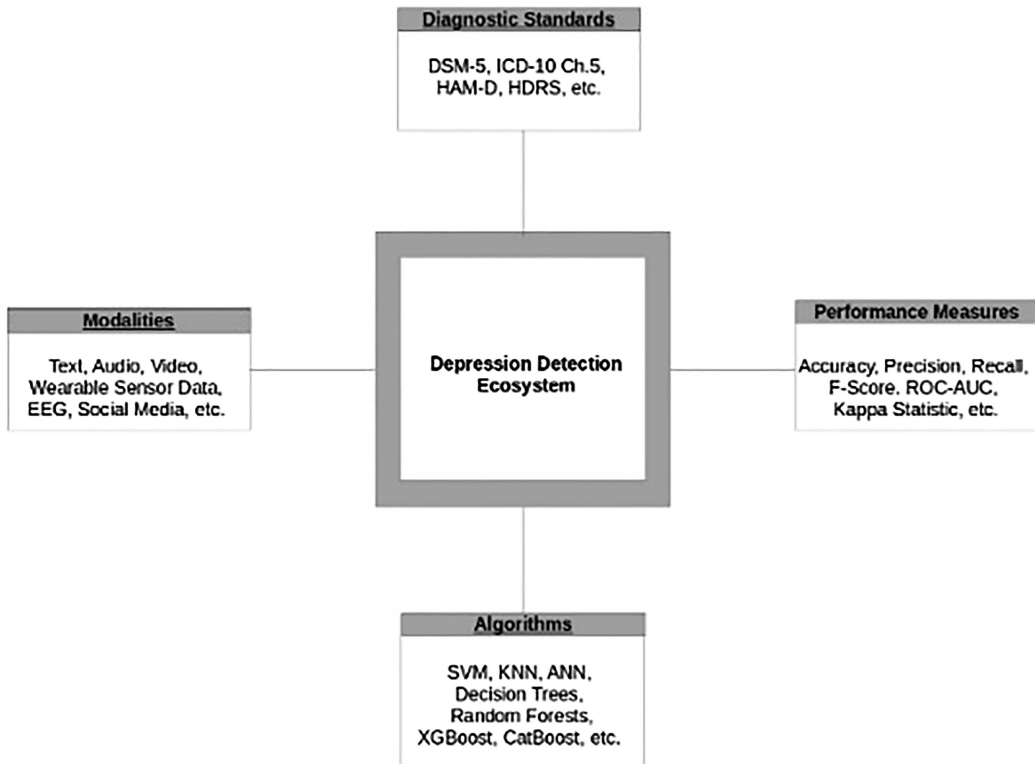 Diagnostic Standards
DSM-5, ICD-10 Ch.5,
HAM-D, HDRS, etc.
Modalities
Text, Audio, Video,
Wearable Sensor Data,
EEG, Social Media, etc.
Depression Detection
Ecosystem
Performance Measures
Accuracy, Precision, Recall,
F-Score, ROC-AUC,
Kappa Statistic, etc.
Algorithms
SVM, KNN, ANN,
Decision Trees,
Random Forests,
XGBoost, CatBoost, etc.